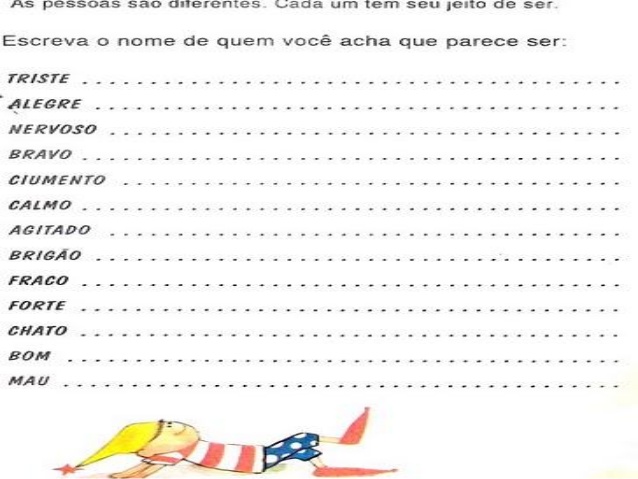 As pessoas são diferentes. Cada um tem seu jeito de ser.
Escreva o nome de quem você acha que parece ser:
TRISTE ........................................
ALEGRE ........................................
NERVOSO ........................................
BRAVO ........................................
CIUMENTO ........................................
CALMO ........................................
AGITADO ........................................
BRIGÃO ........................................
FRACO ........................................
FORTE ........................................
CHATO ........................................
BOM ........................................
MAU ........................................